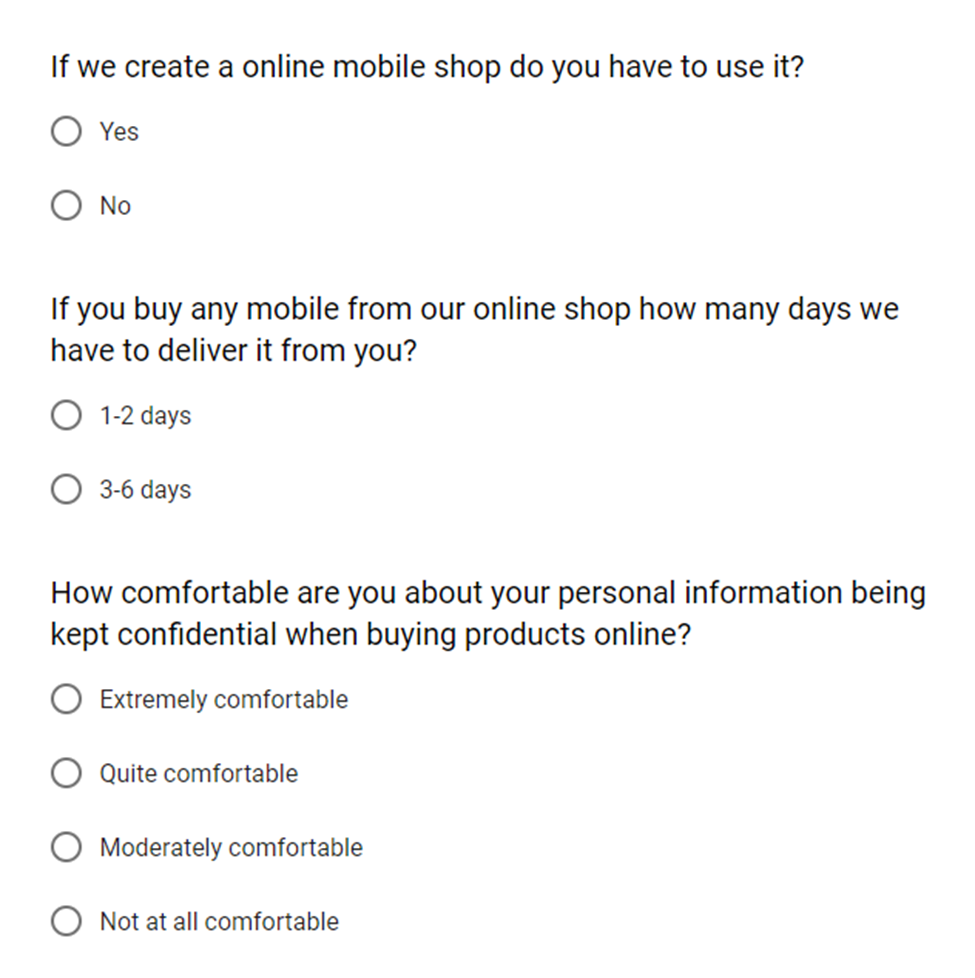 If we create a online mobile shop do you have to use it?
Yes
No
If you buy any mobile from our online shop how many days we
have to deliver it from you?
1-2 days
3-6 days
How comfortable are you about your personal information being
kept confidential when buying products online?
Extremely comfortable
Quite comfortable
Moderately comfortable
Not at all comfortable